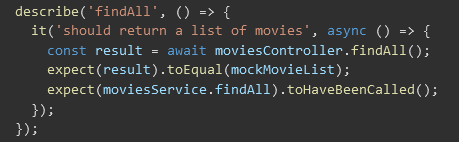 describe('findAll', () => {
  it('should return a list of movies', async () => {
    const result = await moviesController.findAll();
    expect(result).toEqual(mockMovieList);
    expect(moviesService.findAll).toHaveBeenCalled();
  });
});